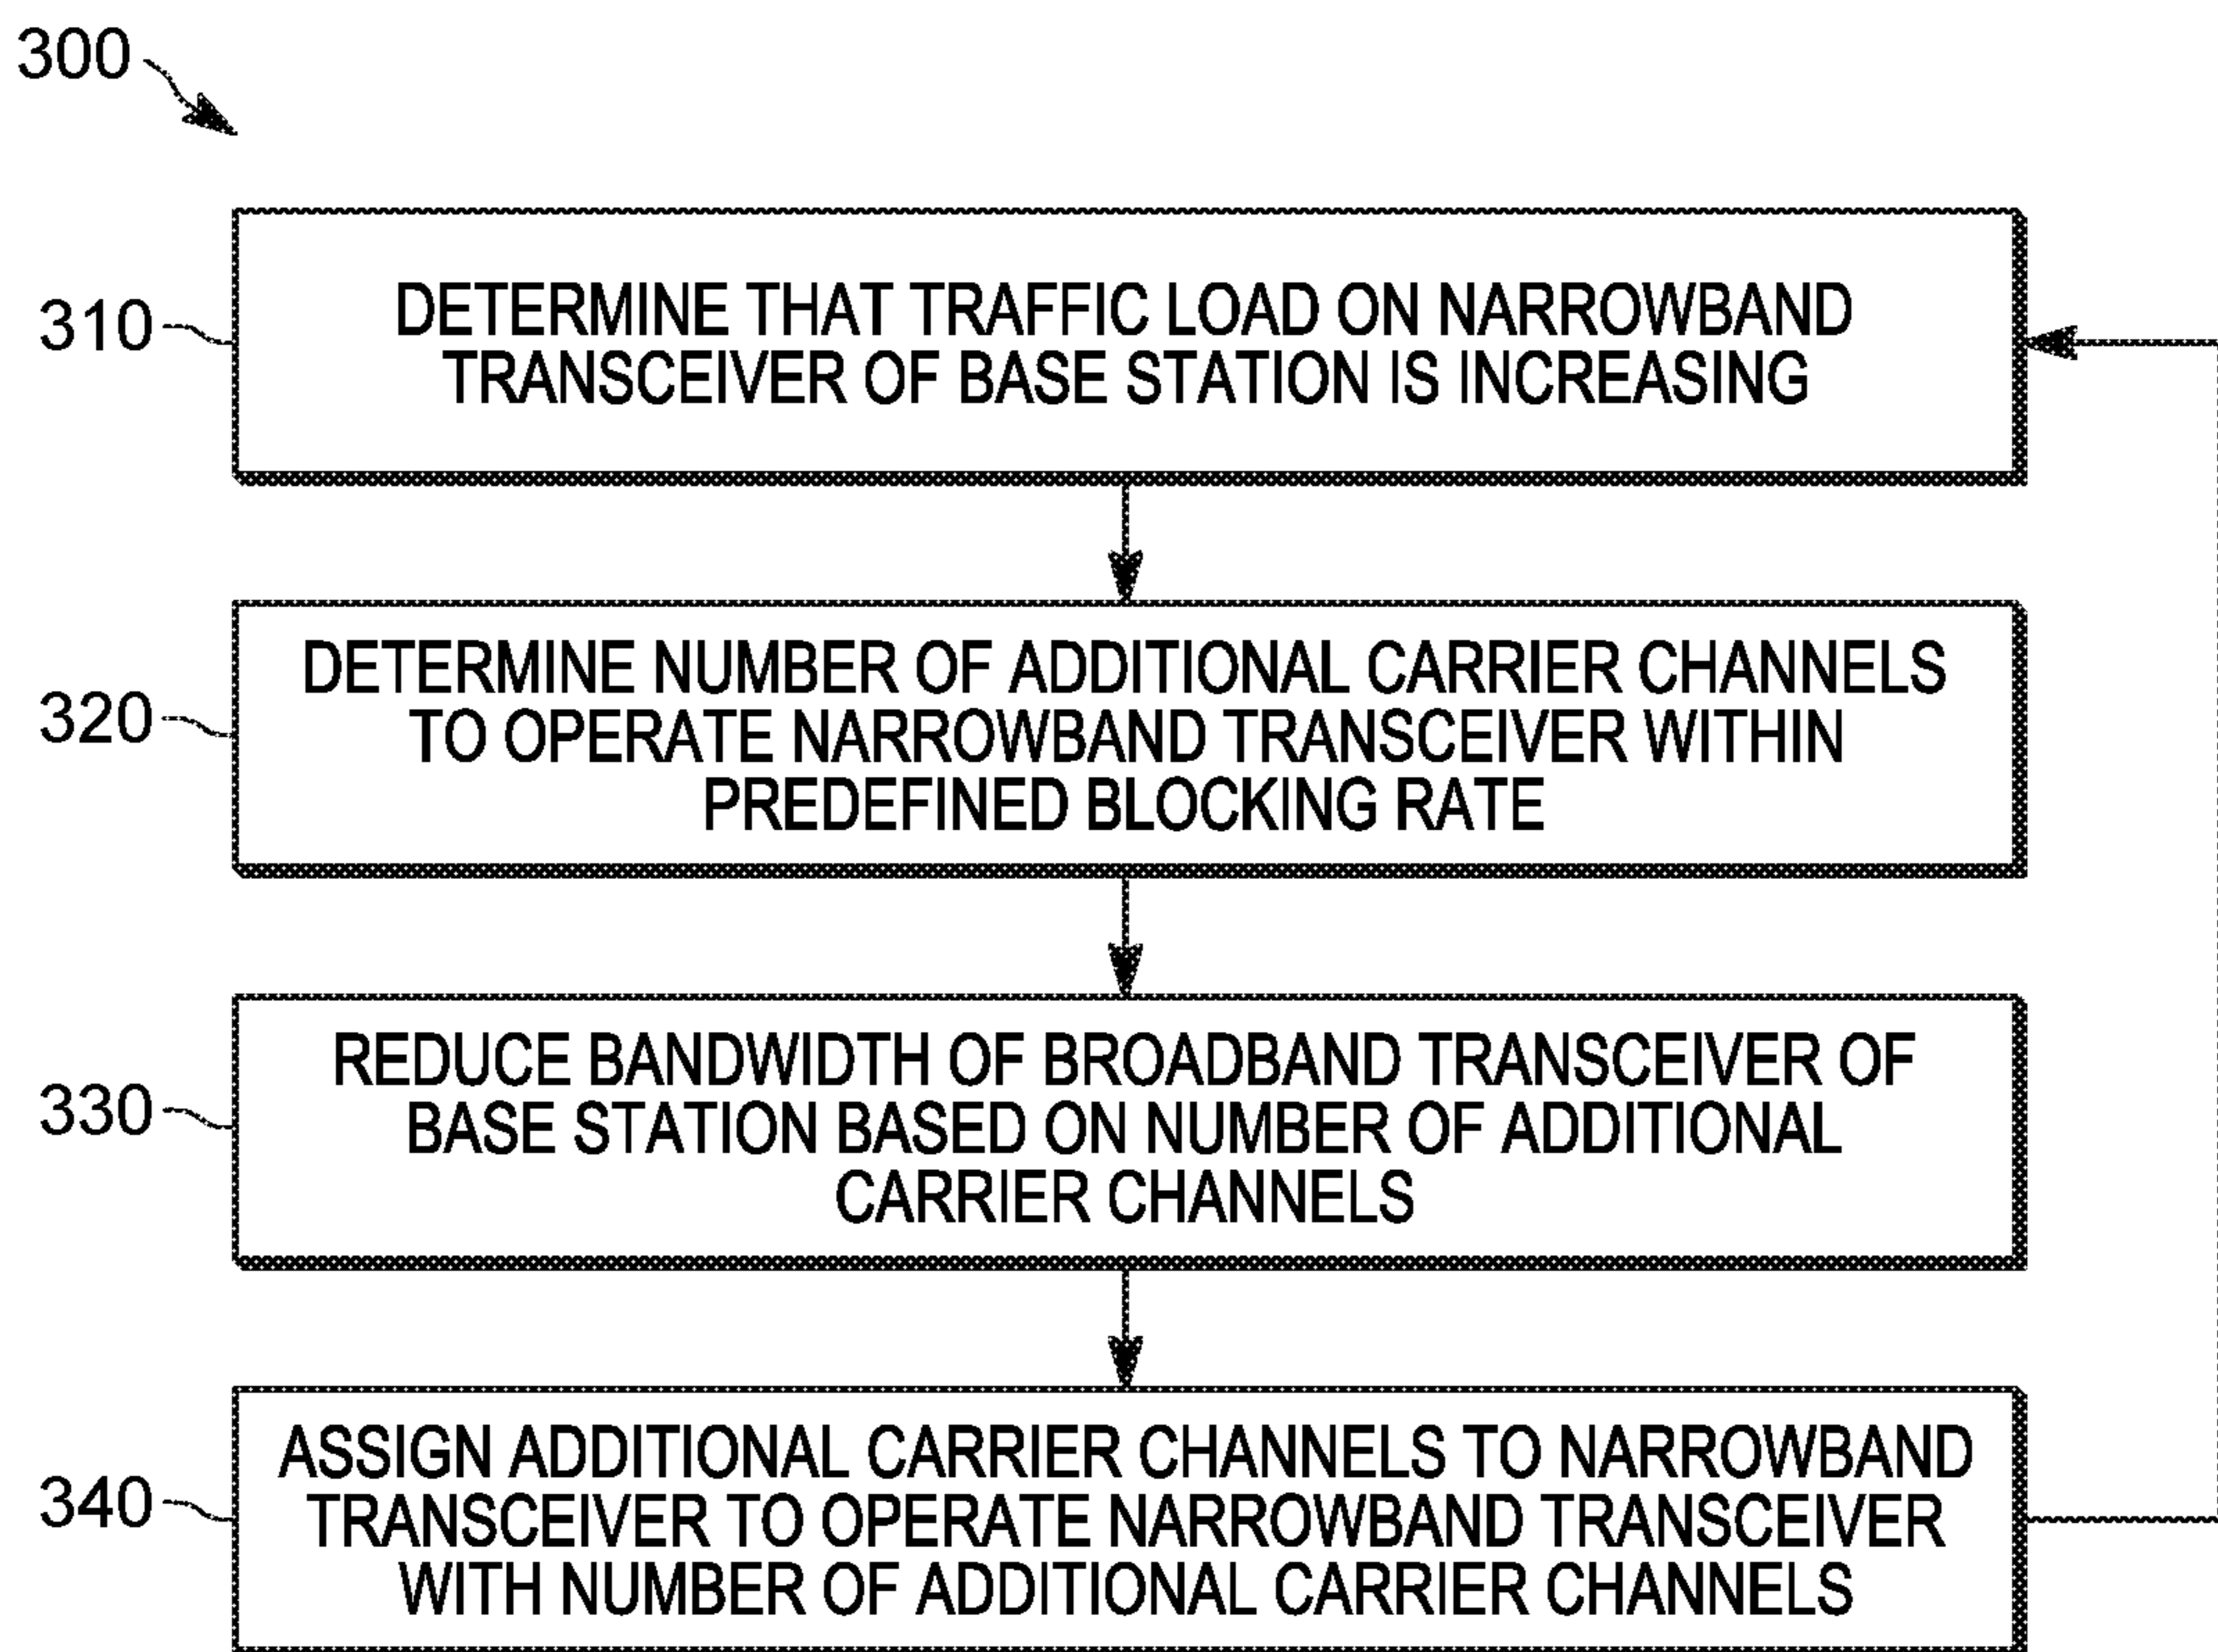 300
310
DETERMINE THAT TRAFFIC LOAD ON NARROWBAND
TRANSCEIVER OF BASE STATION IS INCREASING
320
DETERMINE NUMBER OF ADDITIONAL CARRIER CHANNELS
TO OPERATE NARROWBAND TRANSCEIVER WITHIN
PREDEFINED BLOCKING RATE
330
REDUCE BANDWIDTH OF BROADBAND TRANSCEIVER OF
BASE STATION BASED ON NUMBER OF ADDITIONAL
CARRIER CHANNELS
340
ASSIGN ADDITIONAL CARRIER CHANNELS TO NARROWBAND
TRANSCEIVER TO OPERATE NARROWBAND TRANSCEIVER
WITH NUMBER OF ADDITIONAL CARRIER CHANNELS